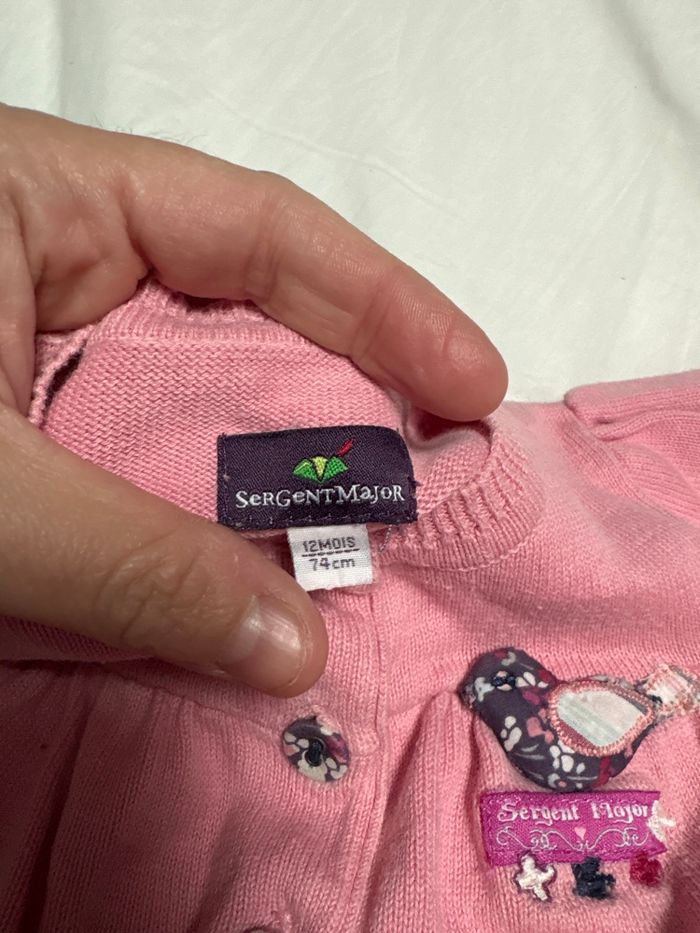 SerGentMajoR
12MOIS
74cm
Sergent Major